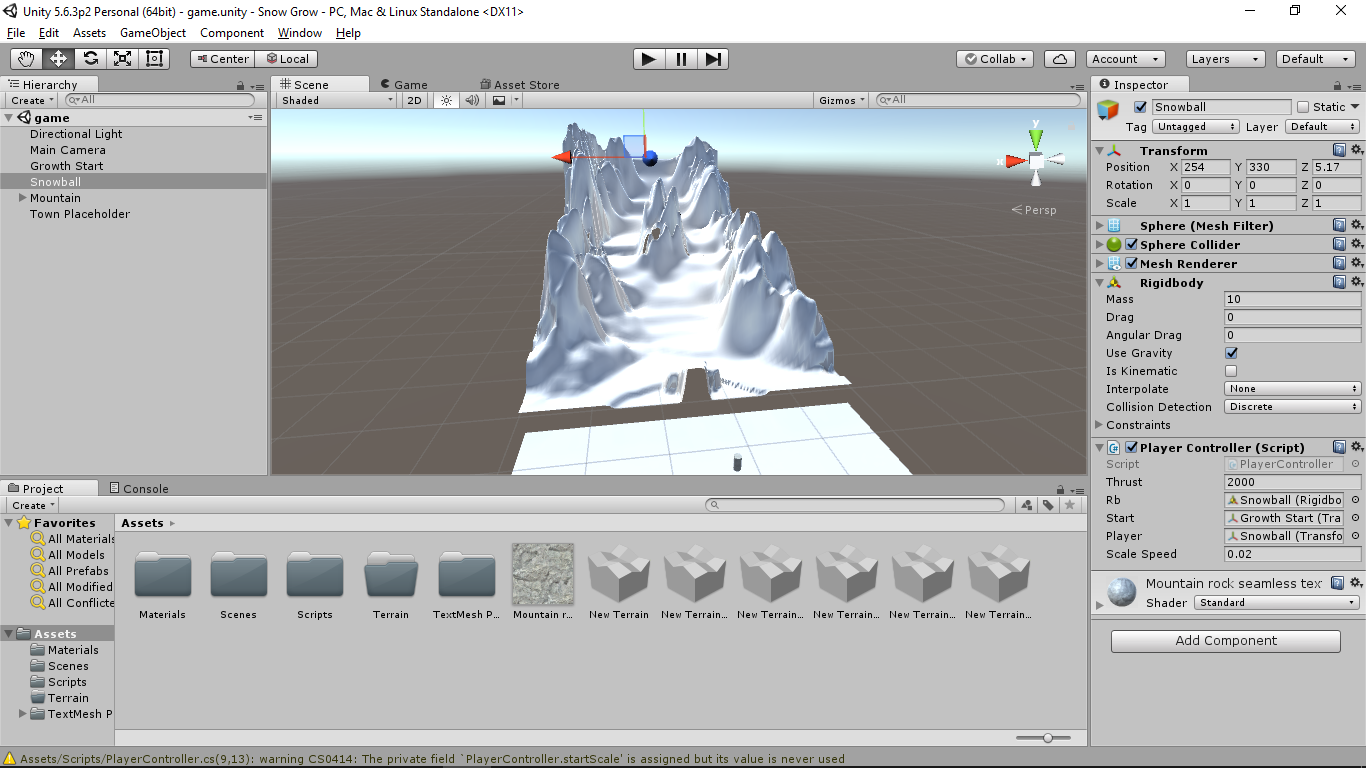 Unity 5.6.3p2 Personal (64bit) - game.unity - Snow Grow - PC, Mac & Linux Standalone <DX11>
File Edit Assets GameObject Component Window Help
Center Local Collab Account Layers Default
Hierarchy
Create All
game
Directional Light
Main Camera
Growth Start
Snowball
Mountain
Town Placeholder
Scene Game Asset Store
Shaded 2D Gizmos All
y
x
Persp
Inspector
Snowball Static
Tag Untagged Layer Default
Transform
Position X 254 Y 330 Z 5.17
Rotation X 0 Y 0 Z 0
Scale X 1 Y 1 Z 1
Sphere (Mesh Filter)
Sphere Collider
Mesh Renderer
Rigidbody
Mass 10
Drag 0
Angular Drag 0
Use Gravity
Is Kinematic
Interpolate None
Collision Detection Discrete
Constraints
Player Controller (Script)
Script PlayerController
Thrust 2000
Rb Snowball (Rigidbo
Start Growth Start (Tra
Player Snowball (Transfo
Scale Speed 0.02
Mountain rock seamless tex
Shader Standard
Add Component
Project Console
Create
Favorites
All Materials
All Models
All Prefabs
All Modified
All Conflicte
Assets
Materials
Scenes
Scripts
Terrain
TextMesh P
Assets
Materials Scenes Scripts Terrain TextMesh P... Mountain r... New Terrain New Terrain... New Terrain... New Terrain... New Terrain... New Terrain...
Assets/Scripts/PlayerController.cs(9,13): warning CS0414: The private field `PlayerController.startScale' is assigned but its value is never used